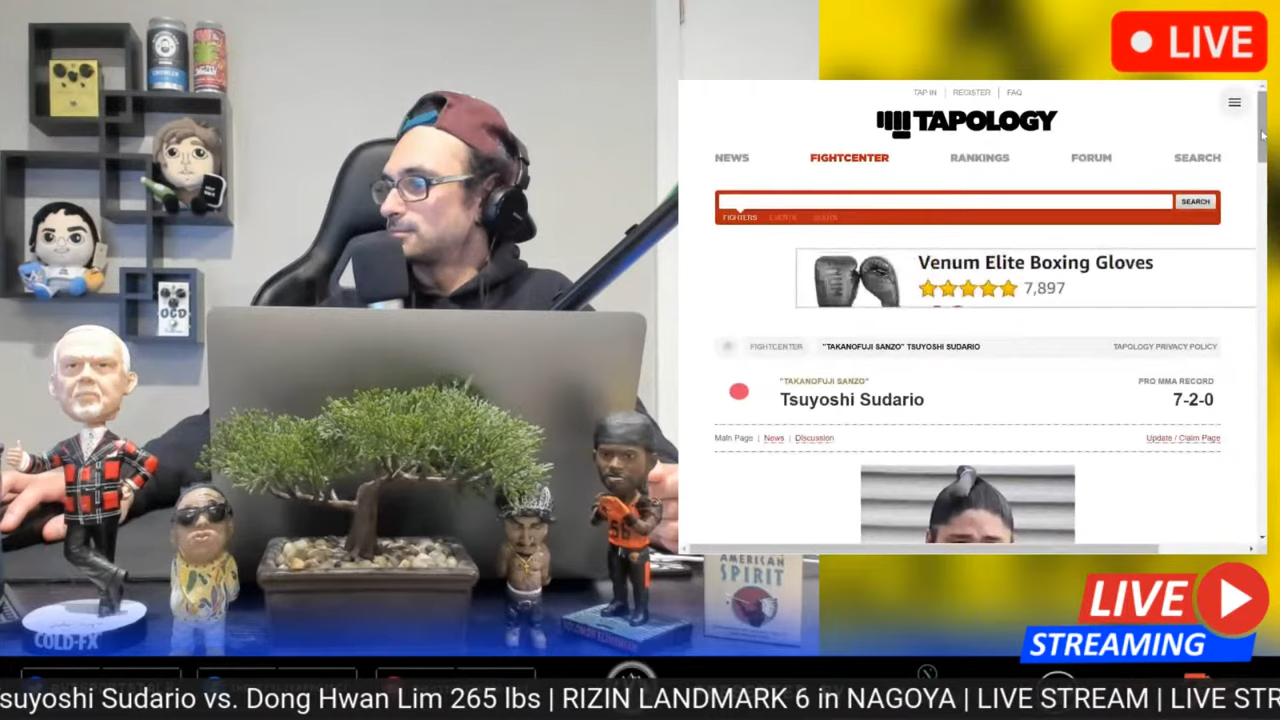 LIVE
TAP IN | REGISTER | FAQ
TAPOLOGY
NEWS FIGHTCENTER RANKINGS FORUM SEARCH
SEARCH
FIGHTERS EVENTS
Venum Elite Boxing Gloves
7,897
FIGHTCENTER "TAKANOFUJI SANZO" TSUYOSHI SUDARIO TAPOLOGY PRIVACY POLICY
"TAKANOFUJI SANZO" PRO MMA RECORD
Tsuyoshi Sudario 7-2-0
Main Page | News | Discussion Update / Claim Page
OCD
COLD-FX
56
AMERICAN
SPIRIT
LIVE
STREAMING
suyoshi Sudario vs. Dong Hwan Lim 265 lbs | RIZIN LANDMARK 6 in NAGOYA | LIVE STREAM | LIVE STR